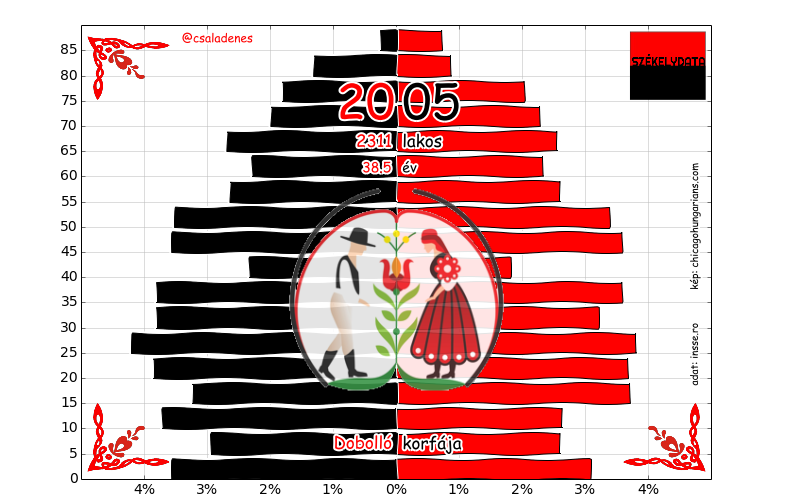 @csaladenes
SZÉKELYDATA
2005
2311 lakos
38.5 év
kép: chicagohungarians.com
adat: insse.ro
Dobolló korfája
85
80
75
70
65
60
55
50
45
40
35
30
25
20
15
10
5
0
4% 3% 2% 1% 0% 1% 2% 3% 4%